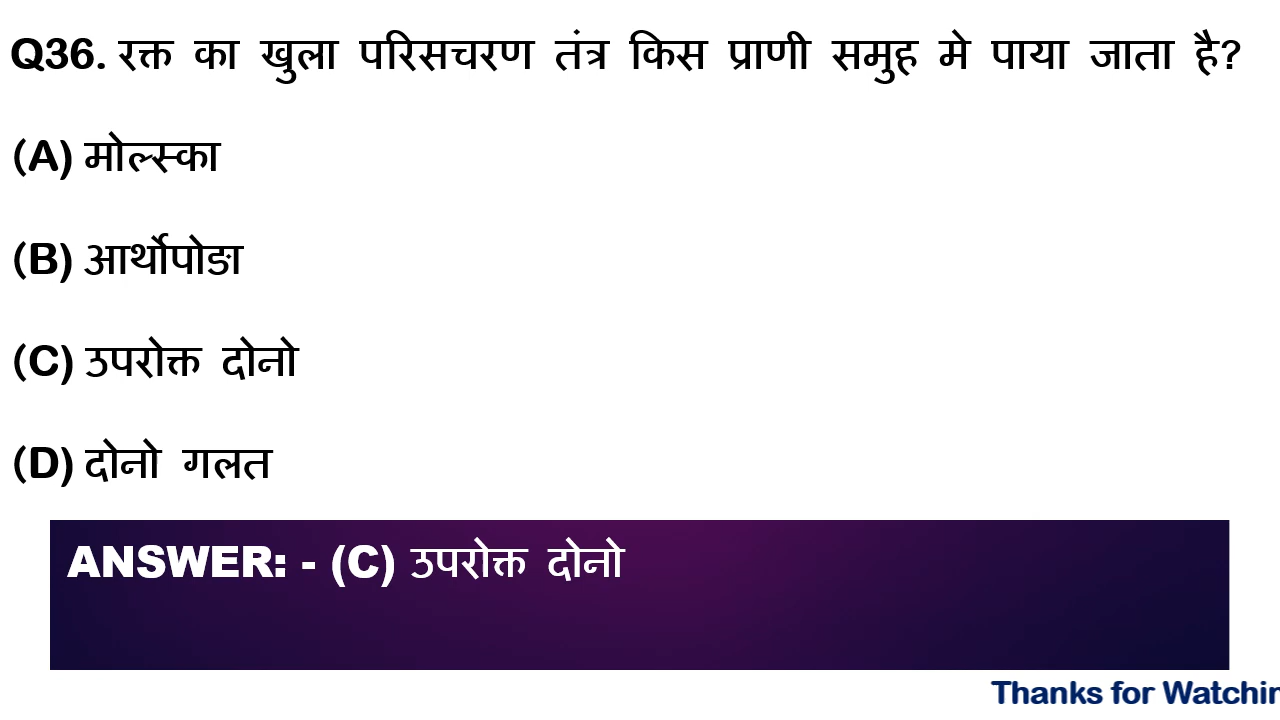 Q36. रक्त का खुला परिसचरण तंत्र किस प्राणी समुह मे पाया जाता है?
(A) मोल्स्का
(B) आर्थोपोङा
(C) उपरोक्त दोनो
(D) दोनो गलत
ANSWER: - (C) उपरोक्त दोनो
Thanks for Watchin